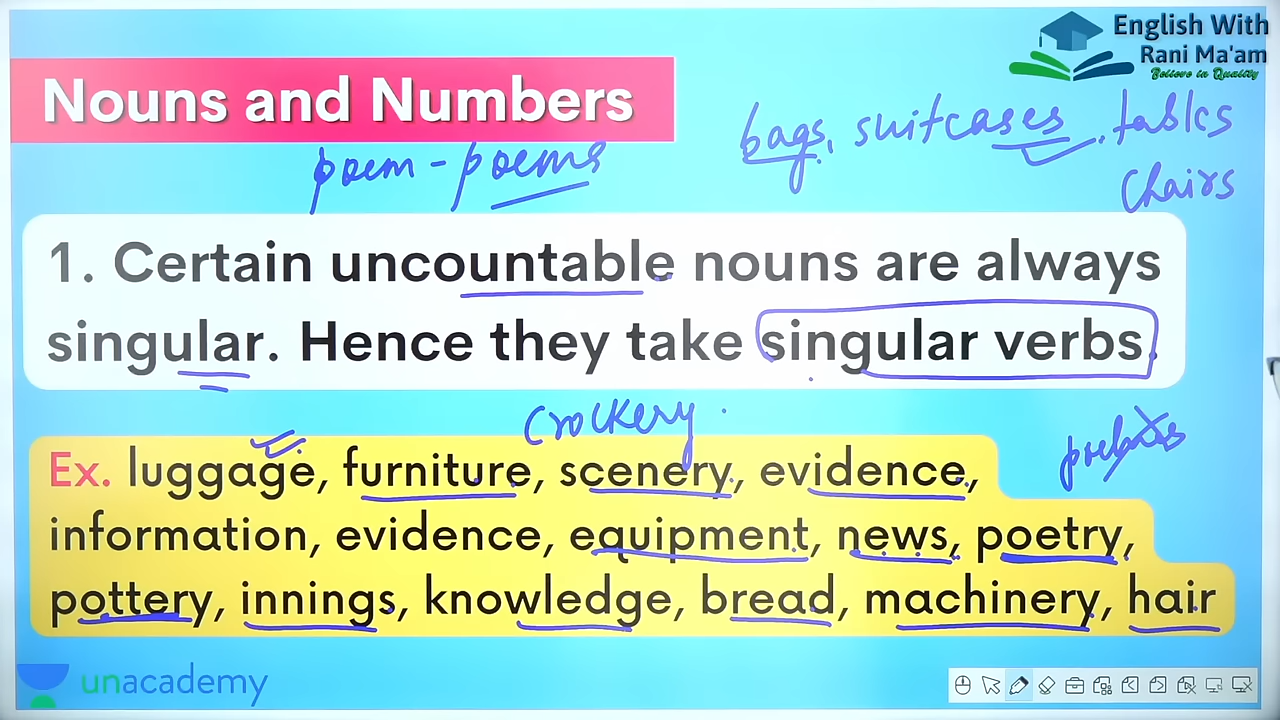 English With
Rani Ma'am
Believe in Quality
Nouns and Numbers
bags, suitcases, tables
chairs
poem - poems
1. Certain uncountable nouns are always
singular. Hence they take singular verbs.
crockery.
Ex. luggage, furniture, scenery, evidence,
information, evidence, equipment, news, poetry,
pottery, innings, knowledge, bread, machinery, hair
unacademy